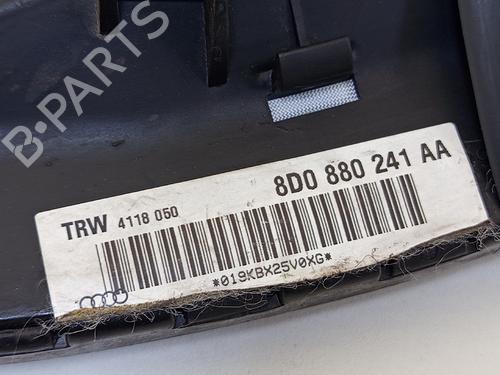 B-PARTS
8D0 880 241 AA
TRW 4118 050
*019KBX25V0XG*